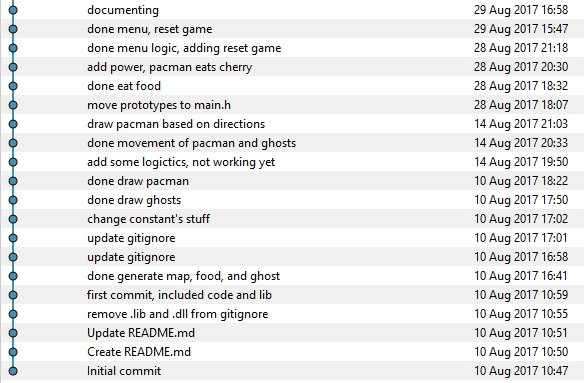 documenting 29 Aug 2017 16:58
done menu, reset game 29 Aug 2017 15:47
done menu logic, adding reset game 28 Aug 2017 21:18
add power, pacman eats cherry 28 Aug 2017 20:30
done eat food 28 Aug 2017 18:32
move prototypes to main.h 28 Aug 2017 18:07
draw pacman based on directions 14 Aug 2017 21:03
done movement of pacman and ghosts 14 Aug 2017 20:33
add some logictics, not working yet 14 Aug 2017 19:50
done draw pacman 10 Aug 2017 18:22
done draw ghosts 10 Aug 2017 17:50
change constant's stuff 10 Aug 2017 17:02
update gitignore 10 Aug 2017 17:01
update gitignore 10 Aug 2017 16:58
done generate map, food, and ghost 10 Aug 2017 16:41
first commit, included code and lib 10 Aug 2017 10:59
remove .lib and .dll from gitignore 10 Aug 2017 10:55
Update README.md 10 Aug 2017 10:51
Create README.md 10 Aug 2017 10:50
Initial commit 10 Aug 2017 10:47